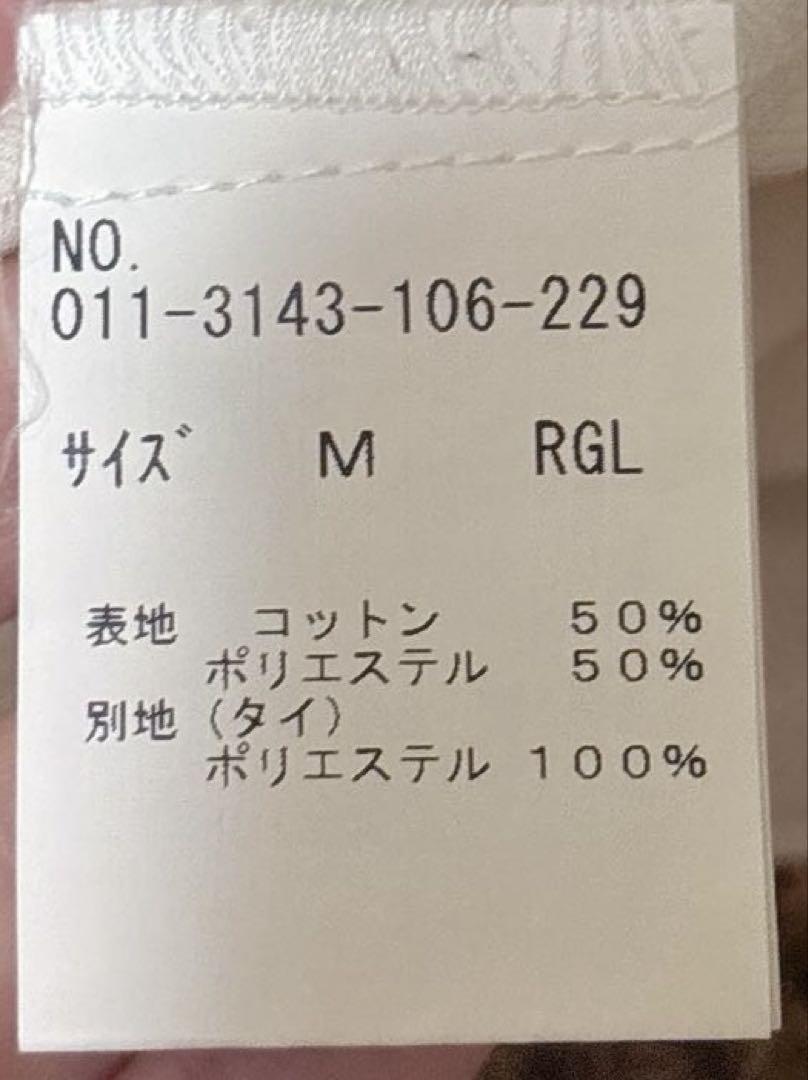 NO.
011-3143-106-229
ｻｲｽﾞ M RGL
表地 コットン 50%
ポリエステル 50%
別地 (タイ)
ポリエステル 100%